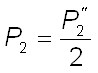 P₂ = P₂″ / 2